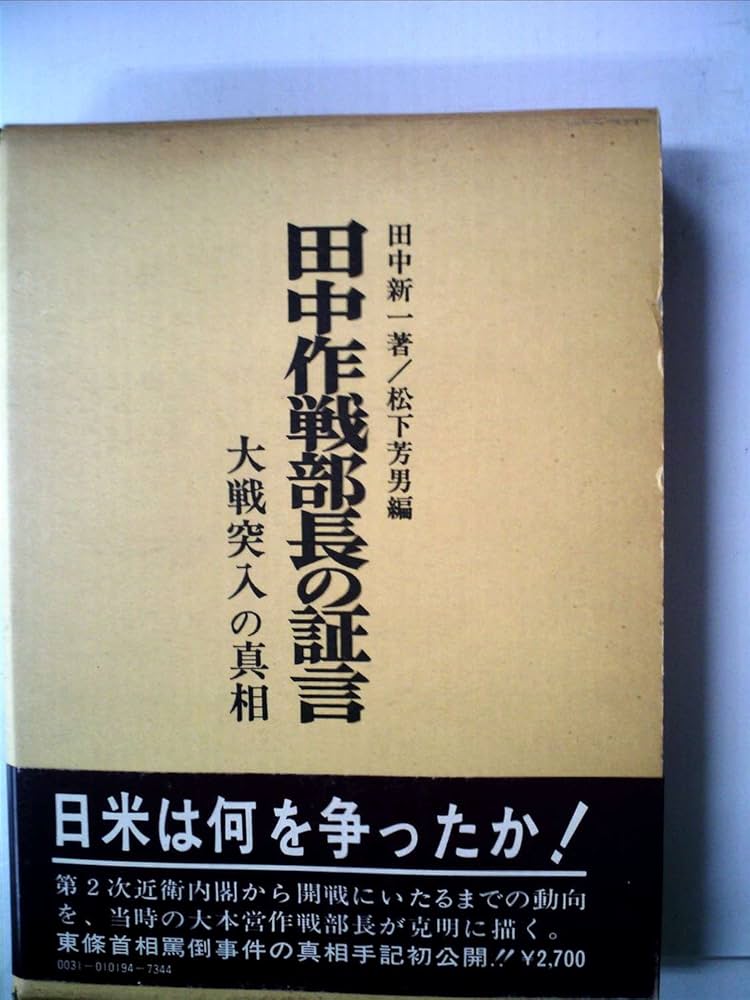 田中新一著/松下芳男編
田中作戦部長の証言
大戦突入の真相
日米は何を争ったか!
第2次近衛内閣から開戦にいたるまでの動向
を、当時の大本営作戦部長が克明に描く。
東條首相罵倒事件の真相手記初公開!! ¥2,700
0031-010194-7344